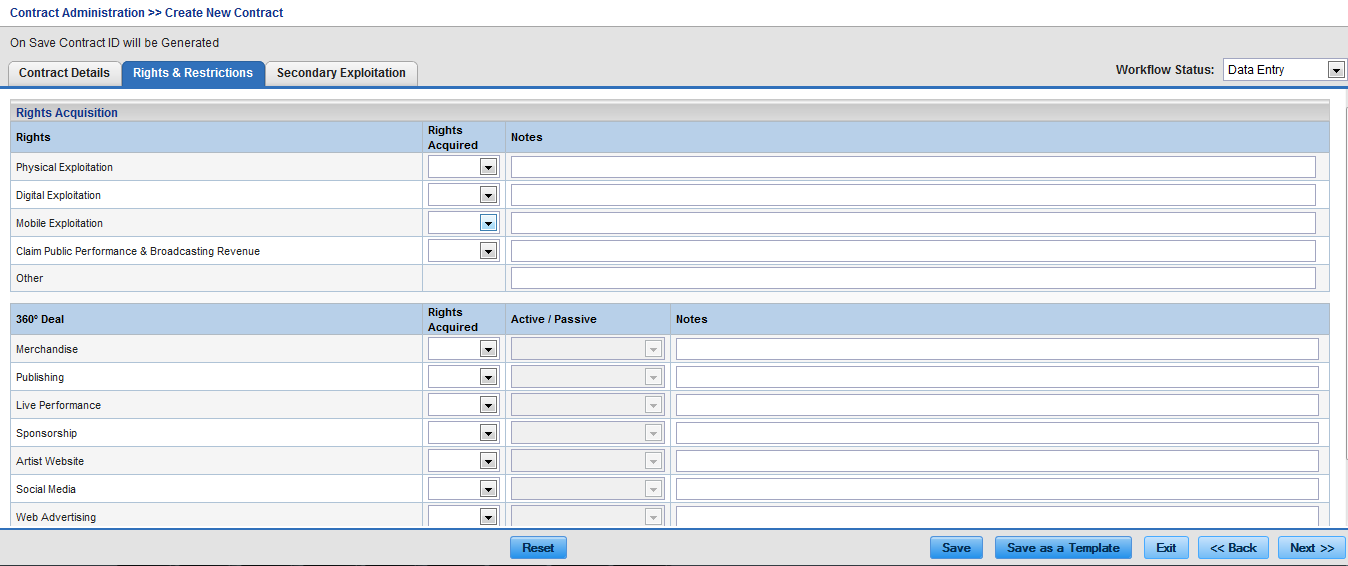 Contract Administration >> Create New Contract
On Save Contract ID will be Generated
Contract Details Rights & Restrictions Secondary Exploitation Workflow Status: Data Entry
Rights Acquisition
Rights Rights Acquired Notes
Physical Exploitation
Digital Exploitation
Mobile Exploitation
Claim Public Performance & Broadcasting Revenue
Other
360º Deal Rights Acquired Active / Passive Notes
Merchandise
Publishing
Live Performance
Sponsorship
Artist Website
Social Media
Web Advertising
Reset Save Save as a Template Exit << Back Next >>